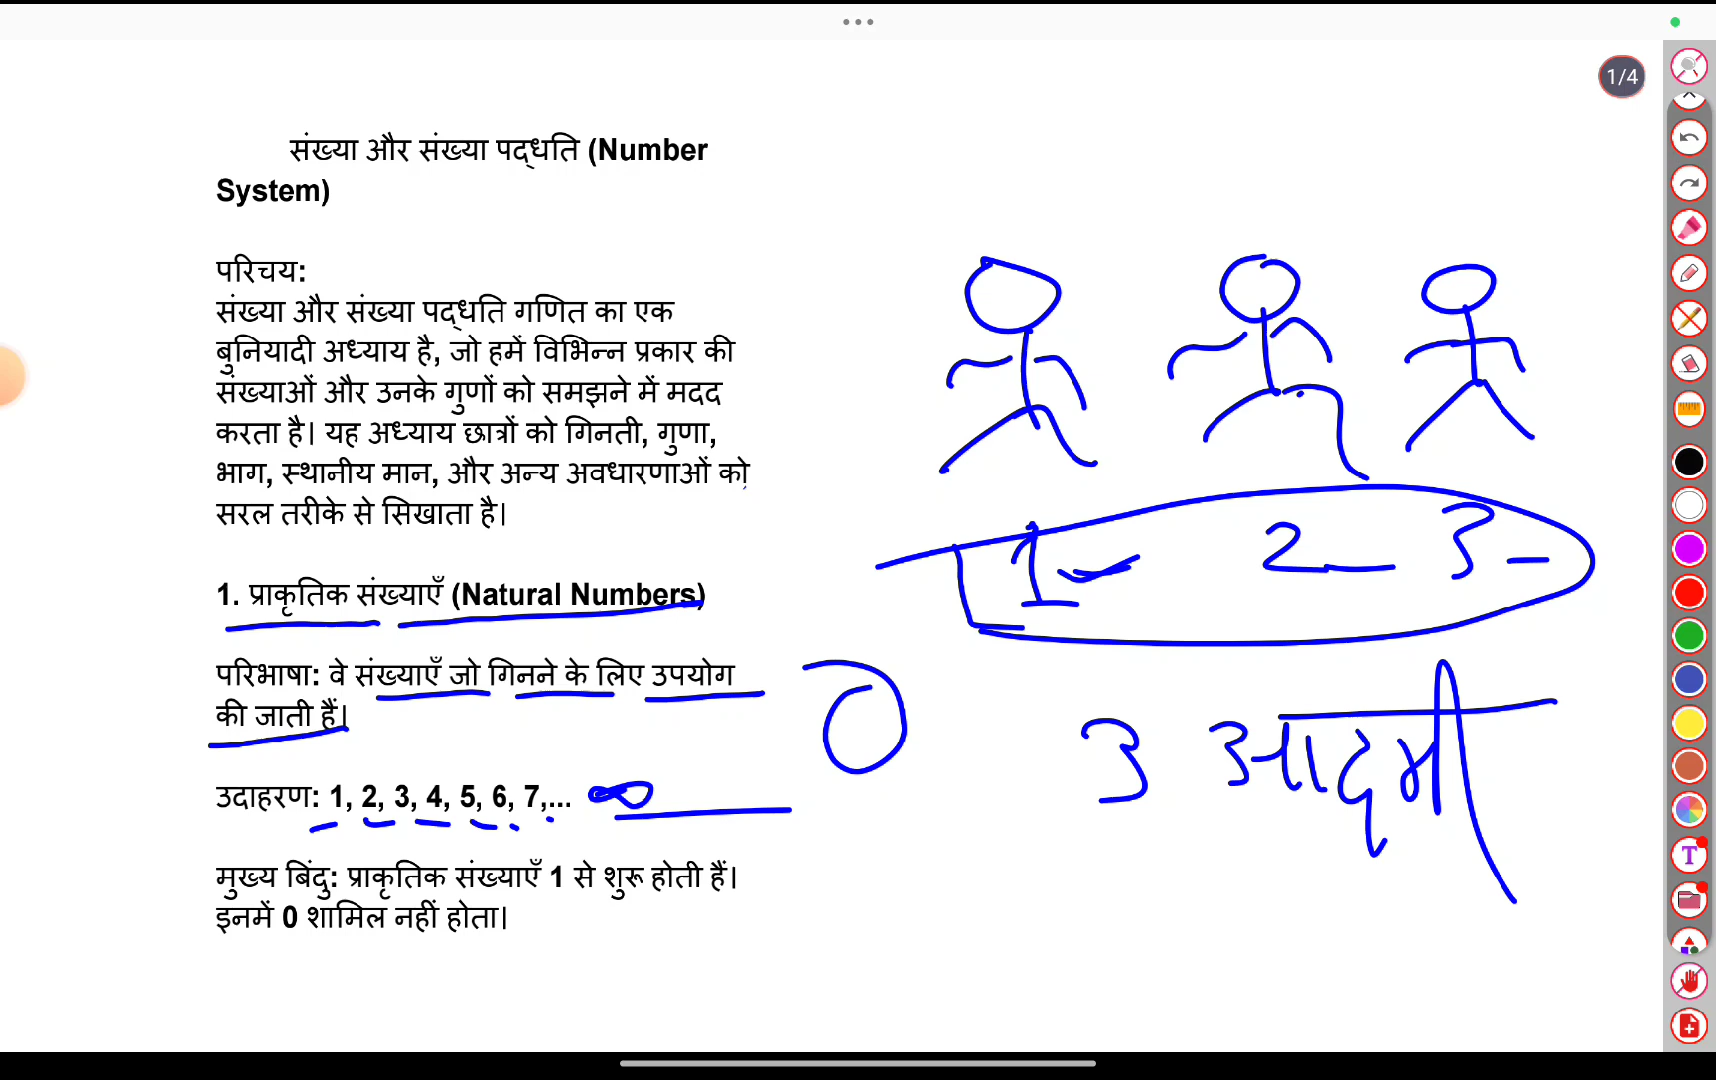 1/4
संख्या और संख्या पद्धति (Number
System)
परिचय:
संख्या और संख्या पद्धति गणित का एक
बुनियादी अध्याय है, जो हमें विभिन्न प्रकार की
संख्याओं और उनके गुणों को समझने में मदद
करता है। यह अध्याय छात्रों को गिनती, गुणा,
भाग, स्थानीय मान, और अन्य अवधारणाओं को
सरल तरीके से सिखाता है।
1 2 3
1. प्राकृतिक संख्याएँ (Natural Numbers)
परिभाषा: वे संख्याएँ जो गिनने के लिए उपयोग
की जाती हैं।
0
3 आदमी
उदाहरण: 1, 2, 3, 4, 5, 6, 7,... ∞
मुख्य बिंदु: प्राकृतिक संख्याएँ 1 से शुरू होती हैं।
इनमें 0 शामिल नहीं होता।
T